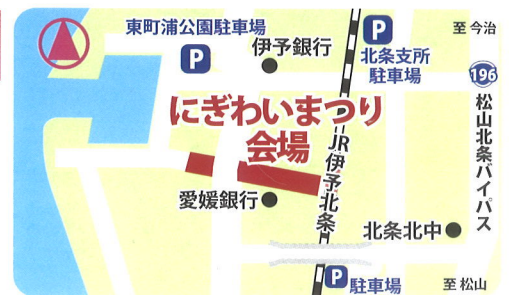 東町浦公園駐車場
P
伊予銀行
P
北条支所
駐車場
至 今治
196
松山北条バイパス
にぎわいまつり
会場
JR伊予北条
愛媛銀行
北条北中
P 駐車場
至 松山